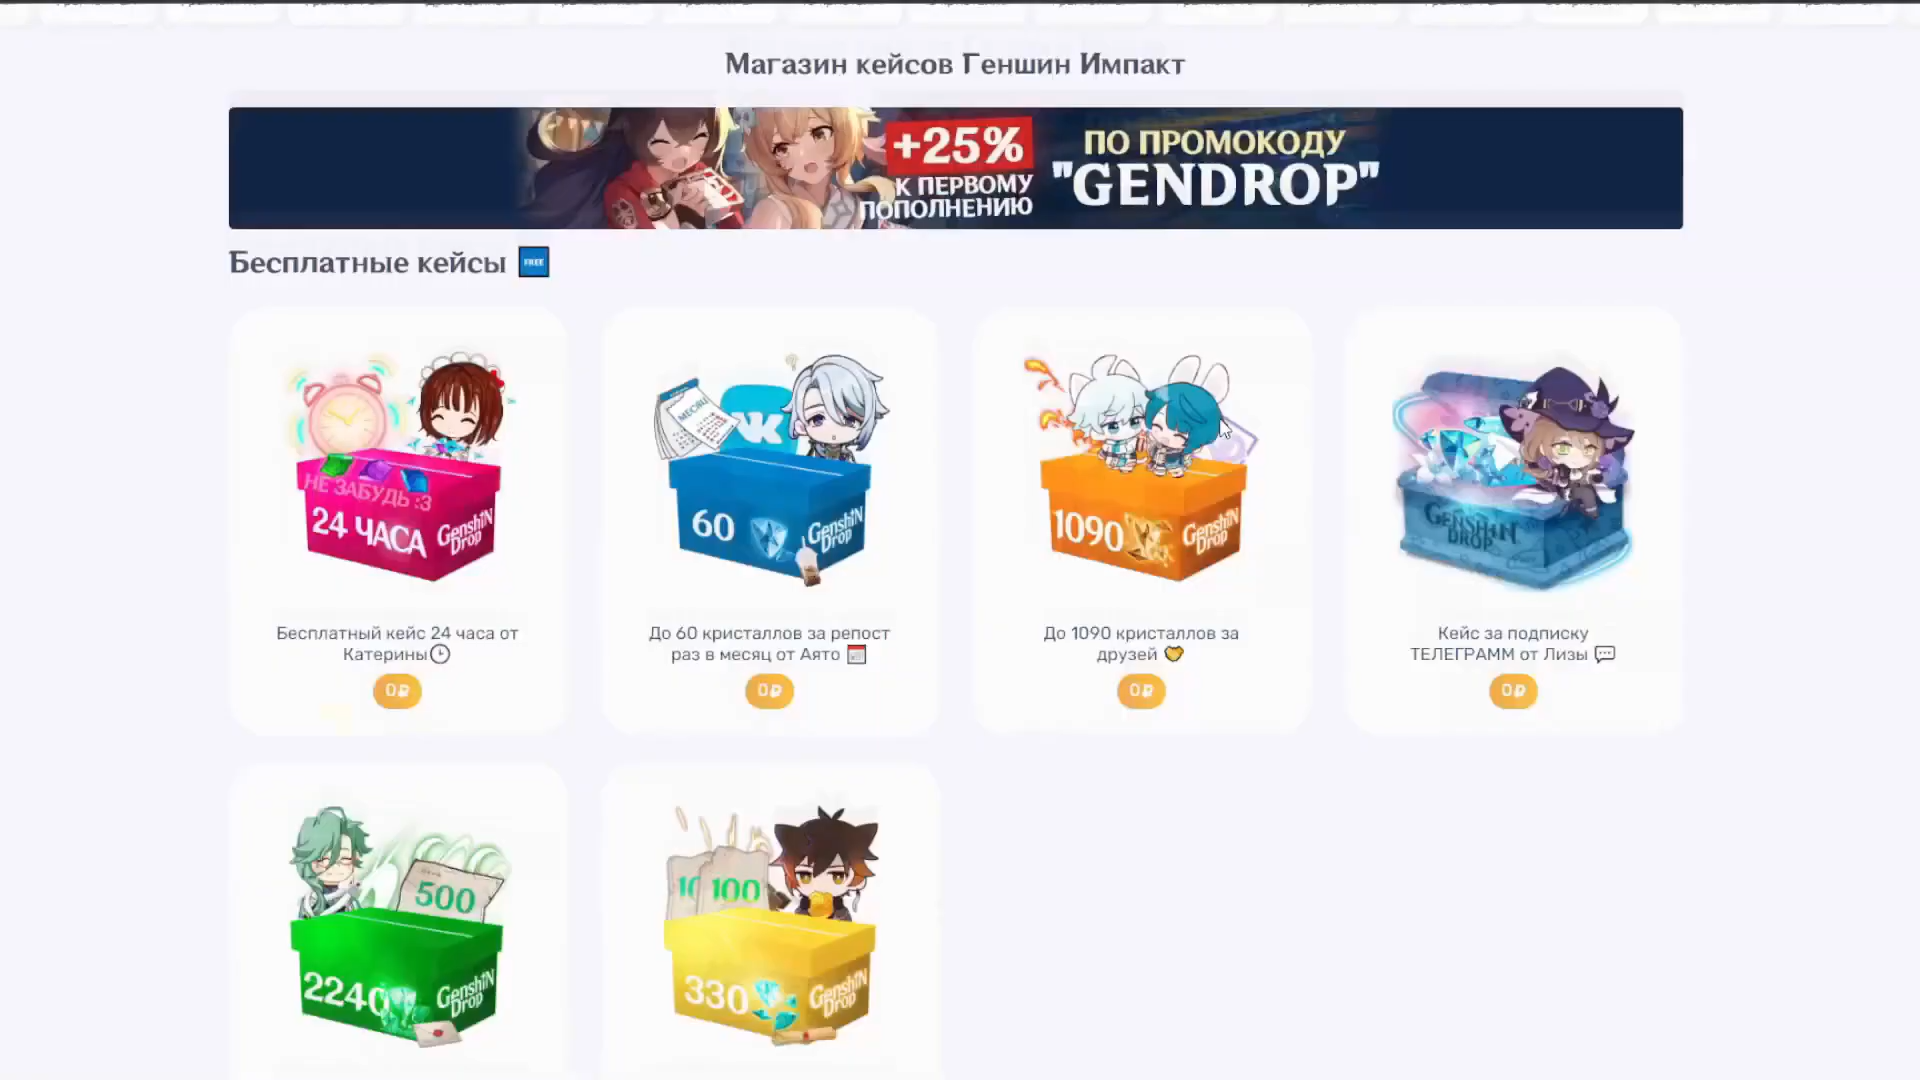 Магазин кейсов Геншин Импакт
+25%
К ПЕРВОМУ
ПОПОЛНЕНИЮ
ПО ПРОМОКОДУ
"GENDROP"
Бесплатные кейсы FREE
НЕ ЗАБУДЬ :3
24 ЧАСА
Genshin
Drop
Бесплатный кейс 24 часа от
Катерины
0₽
МЕСЯЦ
60
Genshin
Drop
До 60 кристаллов за репост
раз в месяц от Аято
0₽
1090
Genshin
Drop
До 1090 кристаллов за
друзей
0₽
GENSHIN
DROP
Кейс за подписку
ТЕЛЕГРАММ от Лизы
0₽
500
2240
Genshin
Drop
10
100
330
Genshin
Drop